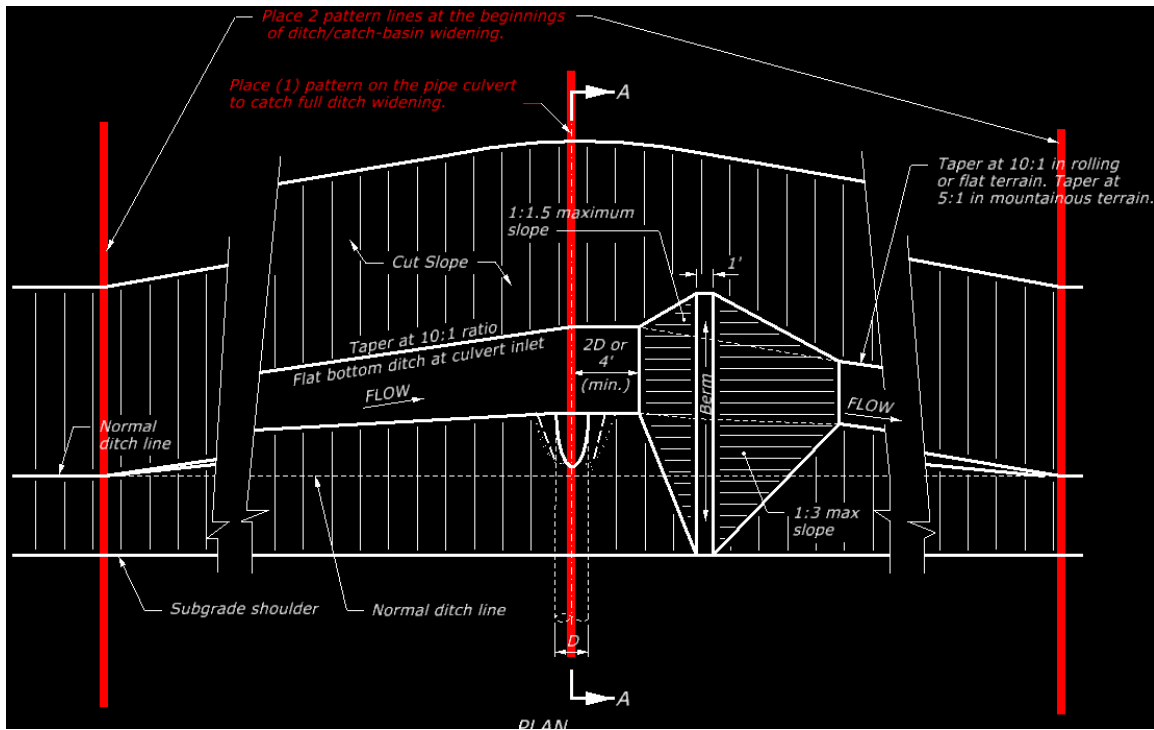 Place 2 pattern lines at the beginnings
of ditch/catch-basin widening.
Place (1) pattern on the pipe culvert
to catch full ditch widening.
A
Taper at 10:1 in rolling
or flat terrain. Taper at
5:1 in mountainous terrain.
1:1.5 maximum
slope
Cut Slope
1'
Taper at 10:1 ratio
Flat bottom ditch at culvert inlet
2D or
4'
(min.)
FLOW
Berm
FLOW
Normal
ditch line
1:3 max
slope
Subgrade shoulder
Normal ditch line
D
A
PLAN